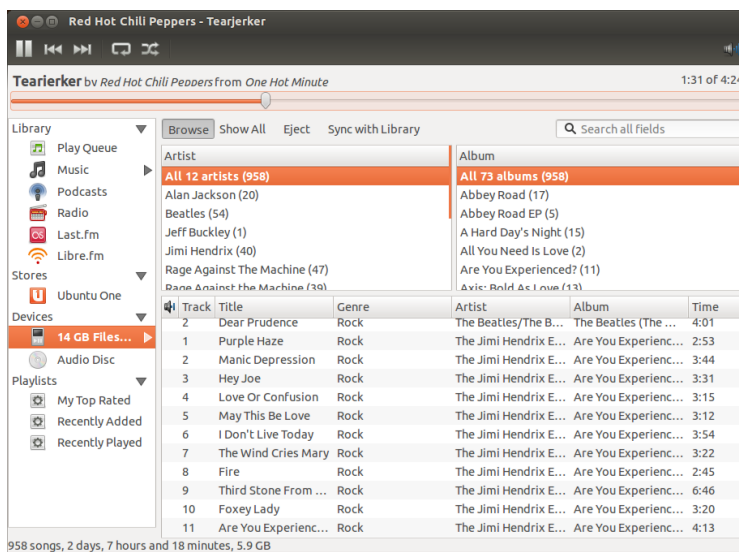 Red Hot Chili Peppers - Tearjerker
Tearjerker by Red Hot Chili Peppers from One Hot Minute 1:31 of 4:24
Library
Play Queue
Music
Podcasts
Radio
Last.fm
Libre.fm
Stores
Ubuntu One
Devices
14 GB Files...
Audio Disc
Playlists
My Top Rated
Recently Added
Recently Played
Browse Show All Eject Sync with Library Search all fields
Artist
All 12 artists (958)
Alan Jackson (20)
Beatles (54)
Jeff Buckley (1)
Jimi Hendrix (40)
Rage Against The Machine (47)
Rage Against the Machine (39)
Album
All 73 albums (958)
Abbey Road (17)
Abbey Road EP (5)
A Hard Day's Night (15)
All You Need Is Love (2)
Are You Experienced? (11)
Axis: Bold As Love (13)
Track Title Genre Artist Album Time
2 Dear Prudence Rock The Beatles/The B... The Beatles (The ... 4:01
1 Purple Haze Rock The Jimi Hendrix E... Are You Experienc... 2:53
2 Manic Depression Rock The Jimi Hendrix E... Are You Experienc... 3:44
3 Hey Joe Rock The Jimi Hendrix E... Are You Experienc... 3:31
4 Love Or Confusion Rock The Jimi Hendrix E... Are You Experienc... 3:15
5 May This Be Love Rock The Jimi Hendrix E... Are You Experienc... 3:12
6 I Don't Live Today Rock The Jimi Hendrix E... Are You Experienc... 3:54
7 The Wind Cries Mary Rock The Jimi Hendrix E... Are You Experienc... 3:22
8 Fire Rock The Jimi Hendrix E... Are You Experienc... 2:45
9 Third Stone From ... Rock The Jimi Hendrix E... Are You Experienc... 6:46
10 Foxey Lady Rock The Jimi Hendrix E... Are You Experienc... 3:20
11 Are You Experienc... Rock The Jimi Hendrix E... Are You Experienc... 4:13
958 songs, 2 days, 7 hours and 18 minutes, 5.9 GB